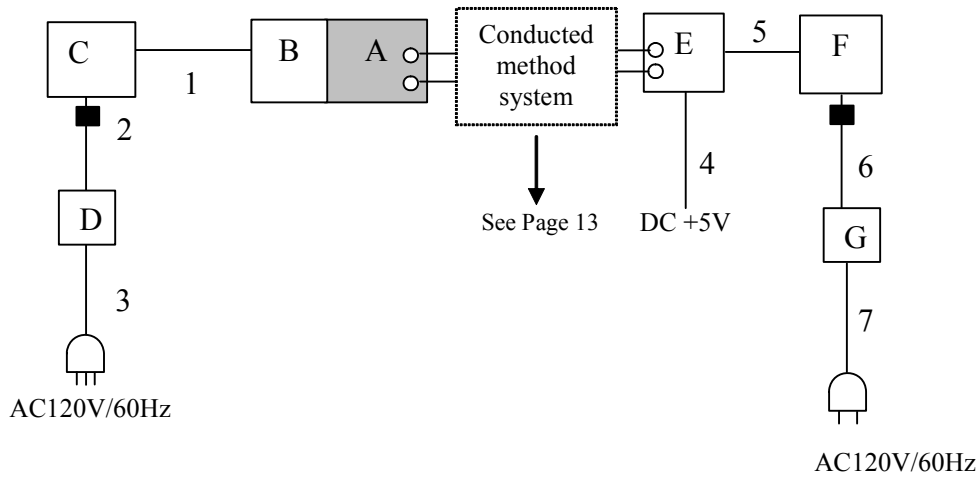 C
1
B
A
Conducted
method
system
E
5
F
2
4
6
D
See Page 13
DC +5V
G
3
7
AC120V/60Hz
AC120V/60Hz